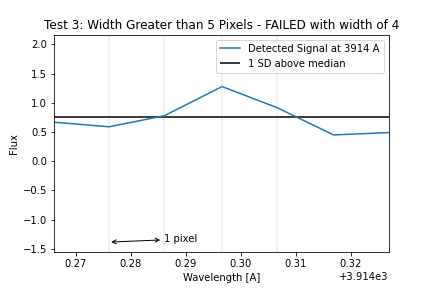 Test 3: Width Greater than 5 Pixels - FAILED with width of 4
Detected Signal at 3914 A
1 SD above median
2.0
1.5
1.0
0.5
0.0
−0.5
−1.0
−1.5
Flux
1 pixel
0.27 0.28 0.29 0.30 0.31 0.32
Wavelength [A]
+3.914e3